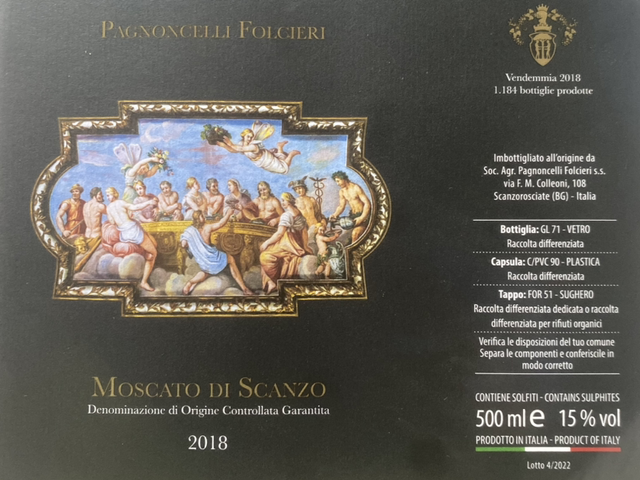 PAGNONCELLI FOLCIERI
MOSCATO DI SCANZO
Denominazione di Origine Controllata Garantita
2018
Vendemmia 2018
1.184 bottiglie prodotte
Imbottigliato all'origine da
Soc. Agr. Pagnoncelli Folcieri s.s.
via F. M. Colleoni, 108
Scanzorosciate (BG) - Italia
Bottiglia: GL 71 - VETRO
Raccolta differenziata
Capsula: C/PVC 90 - PLASTICA
Raccolta differenziata
Tappo: FOR 51 - SUGHERO
Raccolta differenziata dedicata o raccolta
differenziata per rifiuti organici
Verifica le disposizioni del tuo comune
Separa le componenti e conferiscile in
modo corretto
CONTIENE SOLFITI - CONTAINS SULPHITES
500 ml e 15 % vol
PRODOTTO IN ITALIA - PRODUCT OF ITALY
Lotto 4/2022